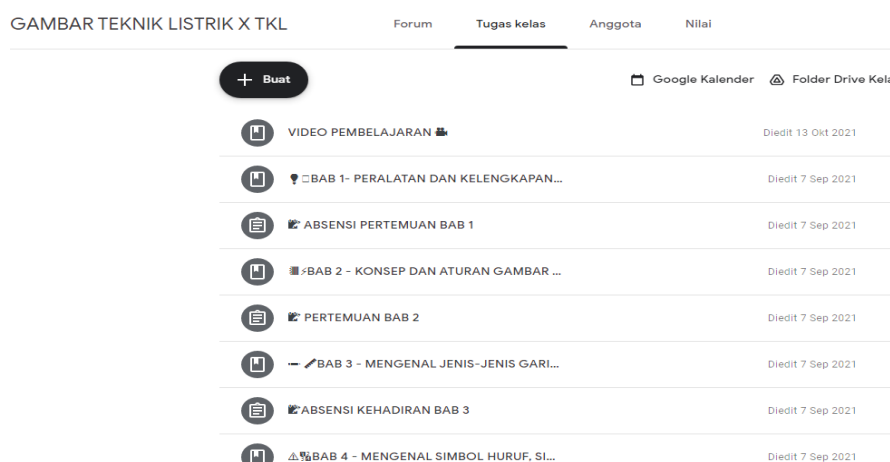 GAMBAR TEKNIK LISTRIK X TKL Forum Tugas kelas Anggota Nilai
+ Buat Google Kalender Folder Drive Kela
VIDEO PEMBELAJARAN 🎥 Diedit 13 Okt 2021
BAB 1- PERALATAN DAN KELENGKAPAN... Diedit 7 Sep 2021
ABSENSI PERTEMUAN BAB 1 Diedit 7 Sep 2021
⚡BAB 2 - KONSEP DAN ATURAN GAMBAR ... Diedit 7 Sep 2021
PERTEMUAN BAB 2 Diedit 7 Sep 2021
BAB 3 - MENGENAL JENIS-JENIS GARI... Diedit 7 Sep 2021
ABSENSI KEHADIRAN BAB 3 Diedit 7 Sep 2021
⚠BAB 4 - MENGENAL SIMBOL HURUF, SI... Diedit 7 Sep 2021